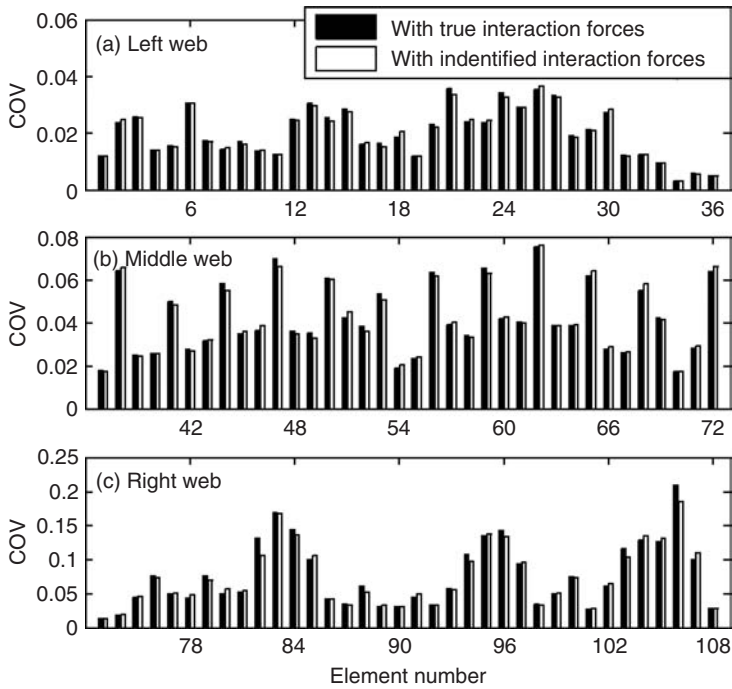 With true interaction forces
With indentified interaction forces
(a) Left web
COV
0.06
0.04
0.02
0
6 12 18 24 30 36
(b) Middle web
COV
0.08
0.06
0.04
0.02
0
42 48 54 60 66 72
(c) Right web
COV
0.25
0.2
0.15
0.1
0.05
0
78 84 90 96 102 108
Element number